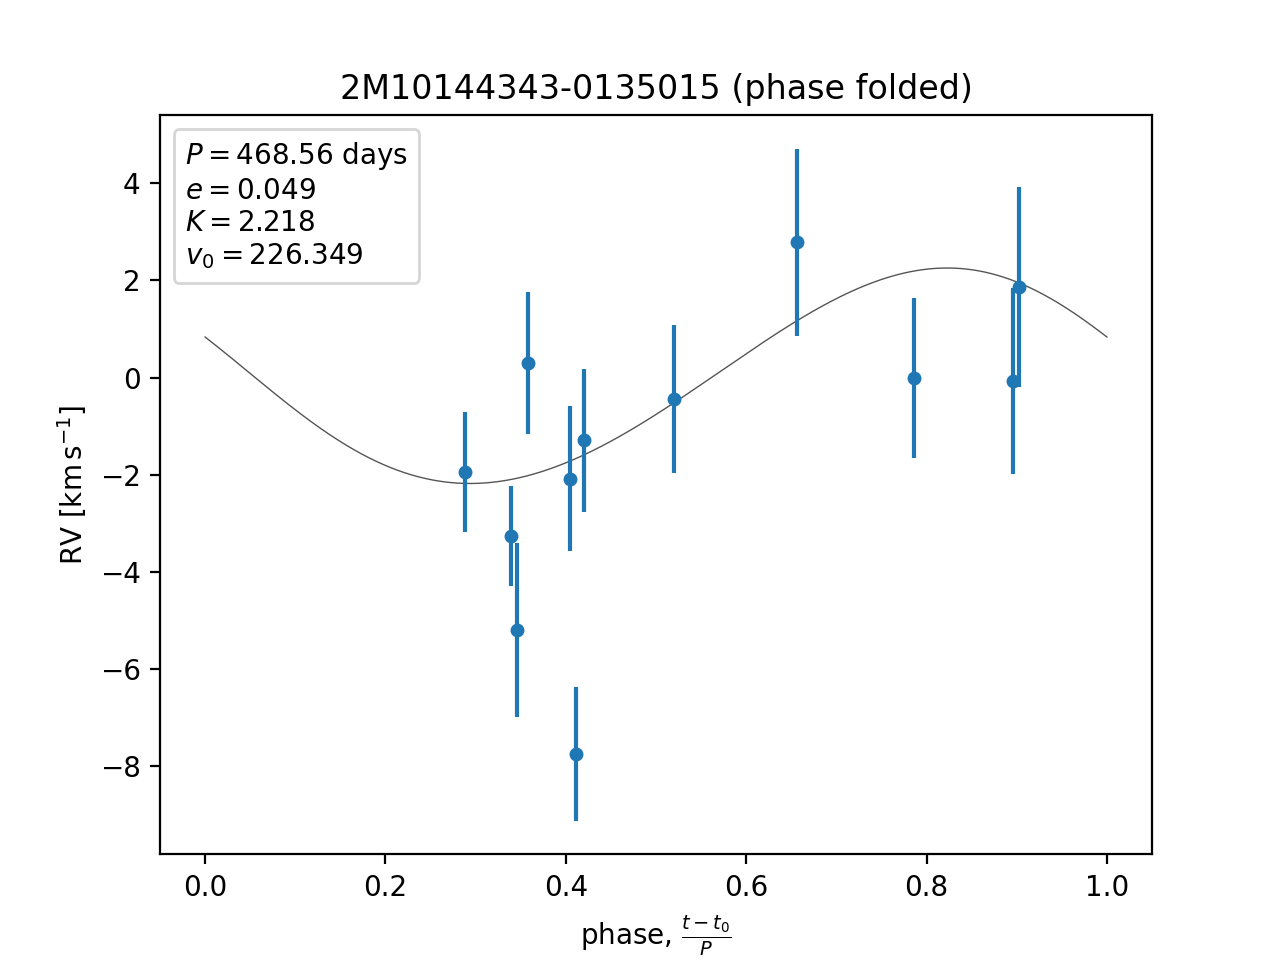 2M10144343-0135015 (phase folded)
P = 468.56 days
e = 0.049
K = 2.218
v₀ = 226.349
4
2
0
−2
−4
−6
−8
RV [km s⁻¹]
0.0 0.2 0.4 0.6 0.8 1.0
phase, (t − t₀)/P